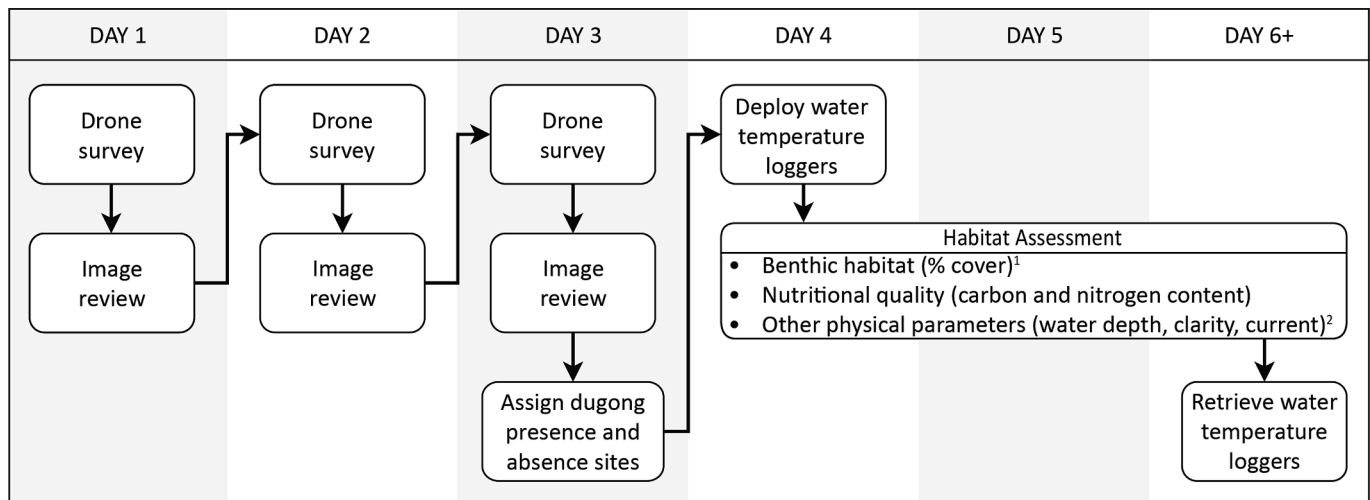 DAY 1
DAY 2
DAY 3
DAY 4
DAY 5
DAY 6+
Drone
survey
Image
review
Drone
survey
Image
review
Drone
survey
Image
review
Assign dugong
presence and
absence sites
Deploy water
temperature
loggers
Habitat Assessment
• Benthic habitat (% cover)¹
• Nutritional quality (carbon and nitrogen content)
• Other physical parameters (water depth, clarity, current)²
Retrieve water
temperature
loggers